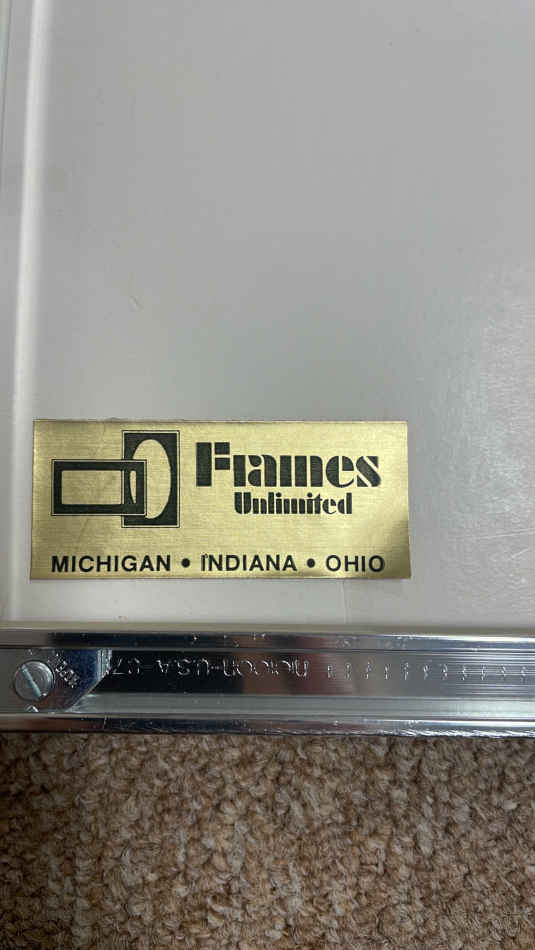 Frames
Unlimited
MICHIGAN • INDIANA • OHIO
U.S.A.